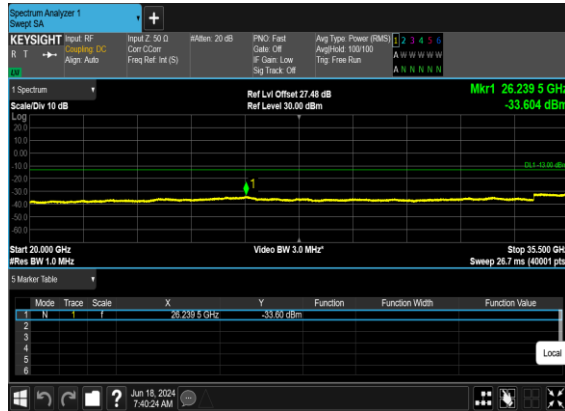 Spectrum Analyzer 1
Swept SA
+
KEYSIGHT Input: RF Input Z: 50 Ω #Atten: 20 dB PNO: Fast Avg Type: Power (RMS) 1 2 3 4 5 6
R T Coupling: DC Corr CCorr Gate: Off Avg|Hold: 100/100 A W W W W W
Align: Auto Freq Ref: Int (S) IF Gain: Low Trig: Free Run
Sig Track: Off A N N N N N
1 Spectrum Ref Lvl Offset 27.48 dB Mkr1 26.239 5 GHz
Scale/Div 10 dB Ref Level 30.00 dBm -33.604 dBm
Log
20.0
10.0
0.00
-10.0
DL1 -13.00 dBm
-20.0
1
-30.0
-40.0
-50.0
-60.0
Start 20.000 GHz Video BW 3.0 MHz* Stop 35.500 GHz
#Res BW 1.0 MHz Sweep 26.7 ms (40001 pts)
5 Marker Table
Mode Trace Scale X Y Function Function Width Function Value
1 N 1 f 26.239 5 GHz -33.60 dBm
2
3
4
5
6
Local
? Jun 18, 2024
7:40:24 AM